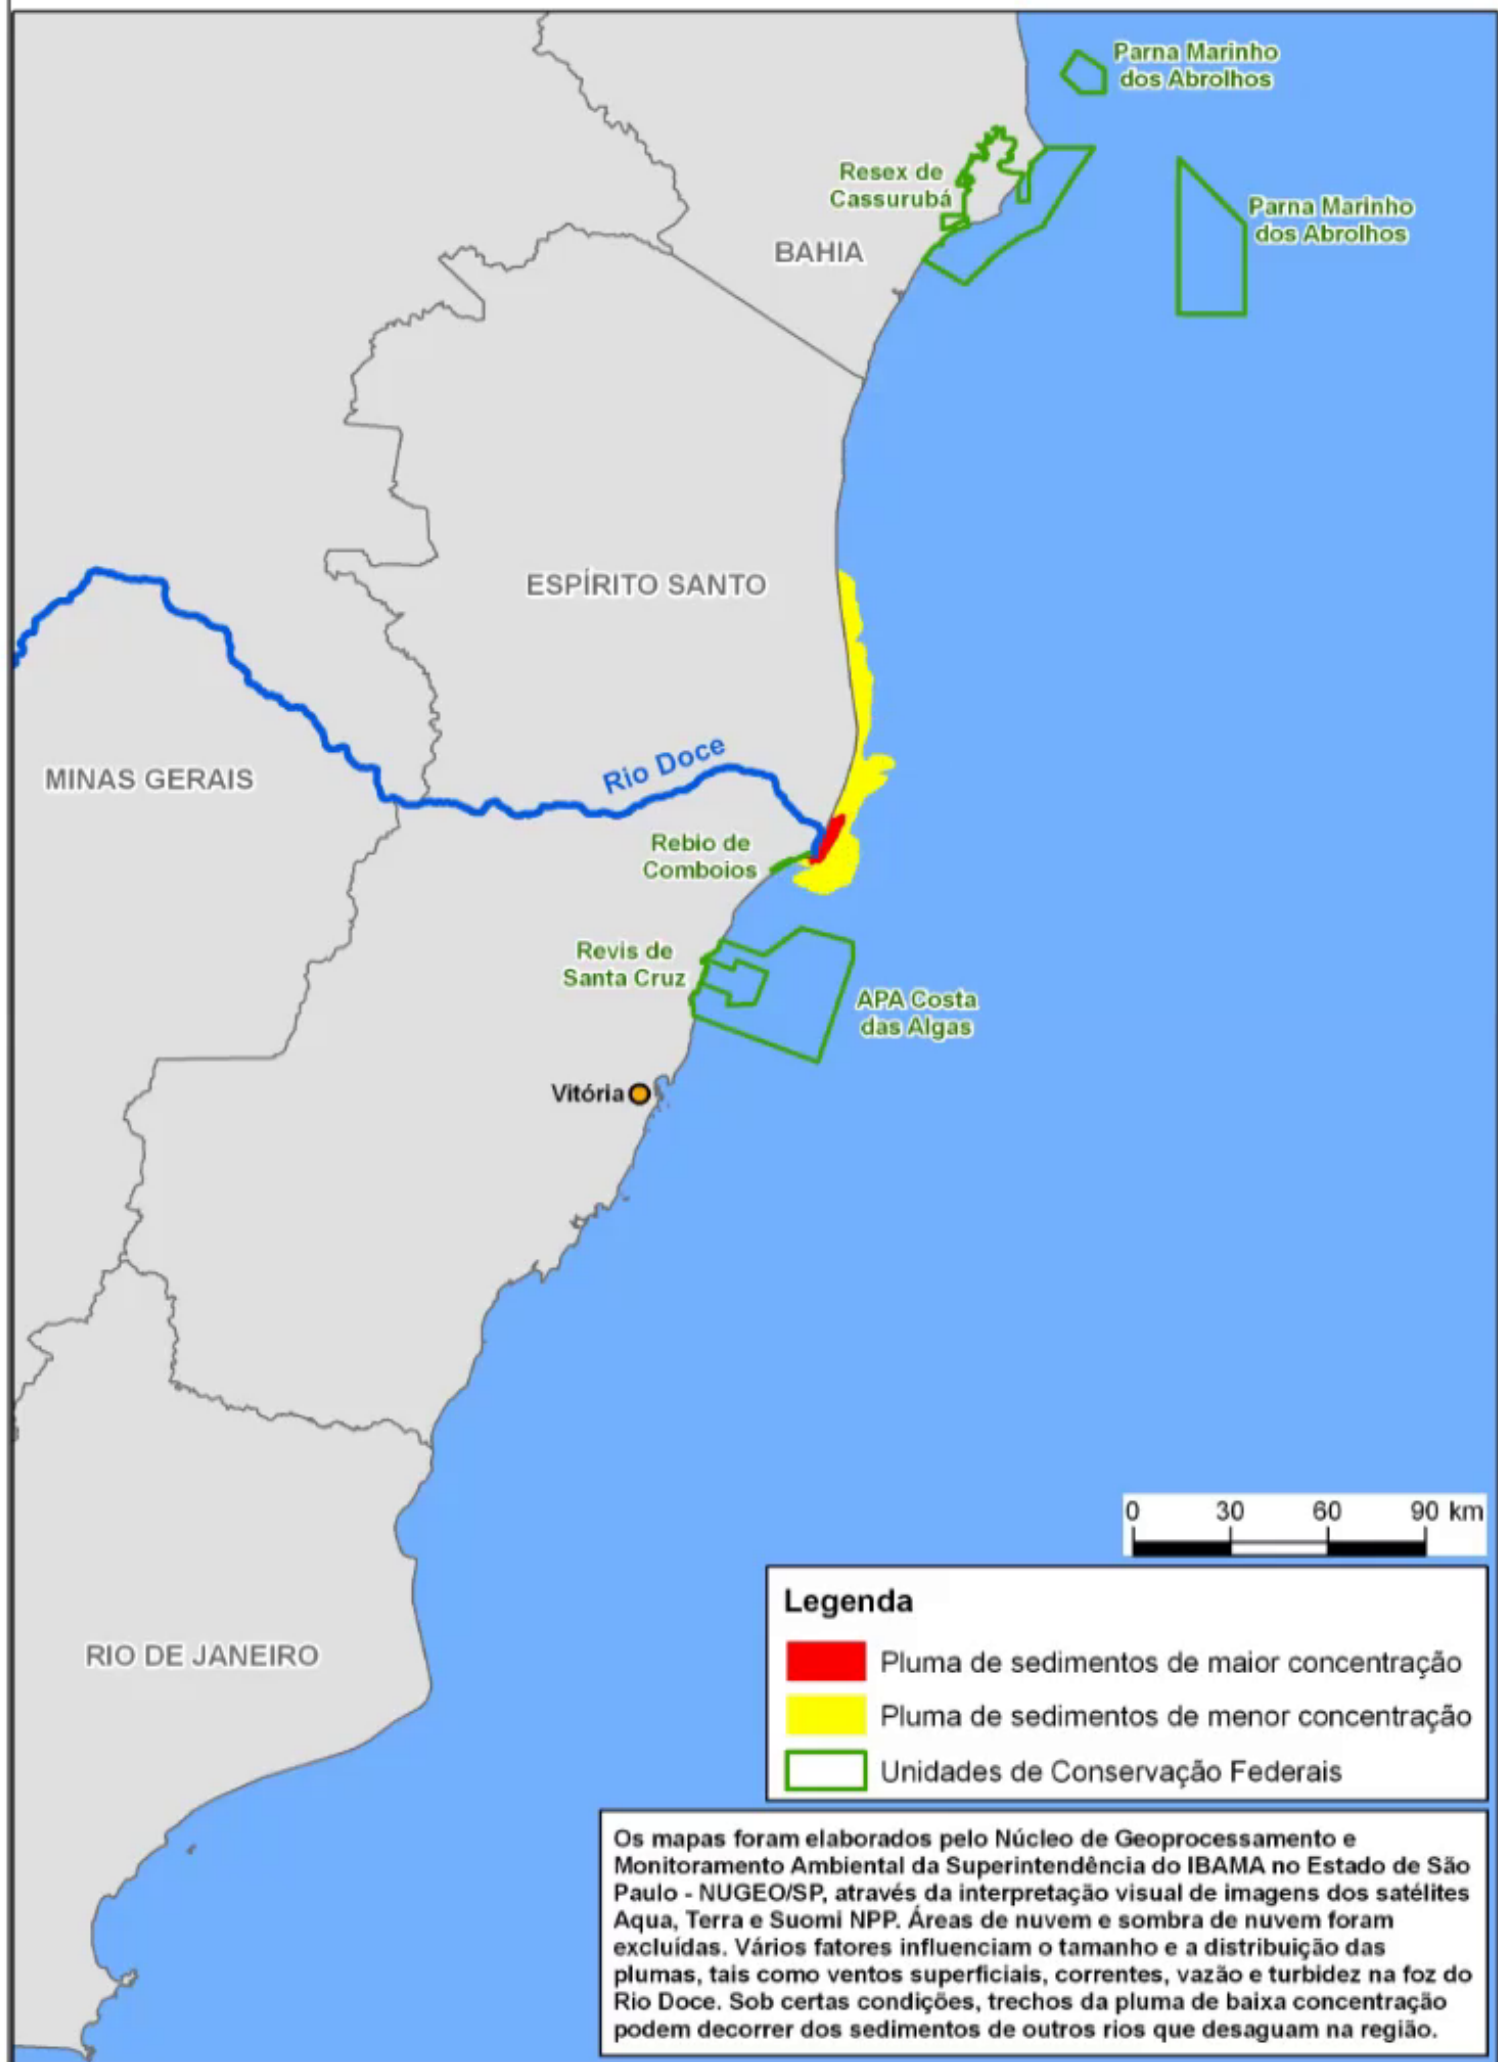 Parna Marinho
dos Abrolhos
Resex de
Cassurubá
Parna Marinho
dos Abrolhos
BAHIA
ESPÍRITO SANTO
Rio Doce
MINAS GERAIS
Rebio de
Comboios
Revis de
Santa Cruz
APA Costa
das Algas
Vitória
0 30 60 90 km
Legenda
Pluma de sedimentos de maior concentração
Pluma de sedimentos de menor concentração
Unidades de Conservação Federais
RIO DE JANEIRO
Os mapas foram elaborados pelo Núcleo de Geoprocessamento e
Monitoramento Ambiental da Superintendência do IBAMA no Estado de São
Paulo - NUGEO/SP, através da interpretação visual de imagens dos satélites
Aqua, Terra e Suomi NPP. Áreas de nuvem e sombra de nuvem foram
excluídas. Vários fatores influenciam o tamanho e a distribuição das
plumas, tais como ventos superficiais, correntes, vazão e turbidez na foz do
Rio Doce. Sob certas condições, trechos da pluma de baixa concentração
podem decorrer dos sedimentos de outros rios que desaguam na região.